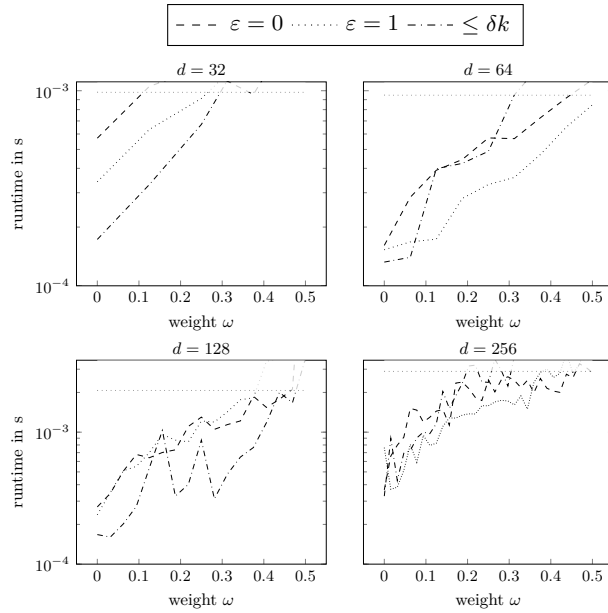 ε = 0 ε = 1 ≤ δk
d = 32
d = 64
10⁻³
10⁻⁴
runtime in s
0 0.1 0.2 0.3 0.4 0.5
0 0.1 0.2 0.3 0.4 0.5
weight ω
weight ω
d = 128
d = 256
10⁻³
10⁻⁴
runtime in s
0 0.1 0.2 0.3 0.4 0.5
0 0.1 0.2 0.3 0.4 0.5
weight ω
weight ω